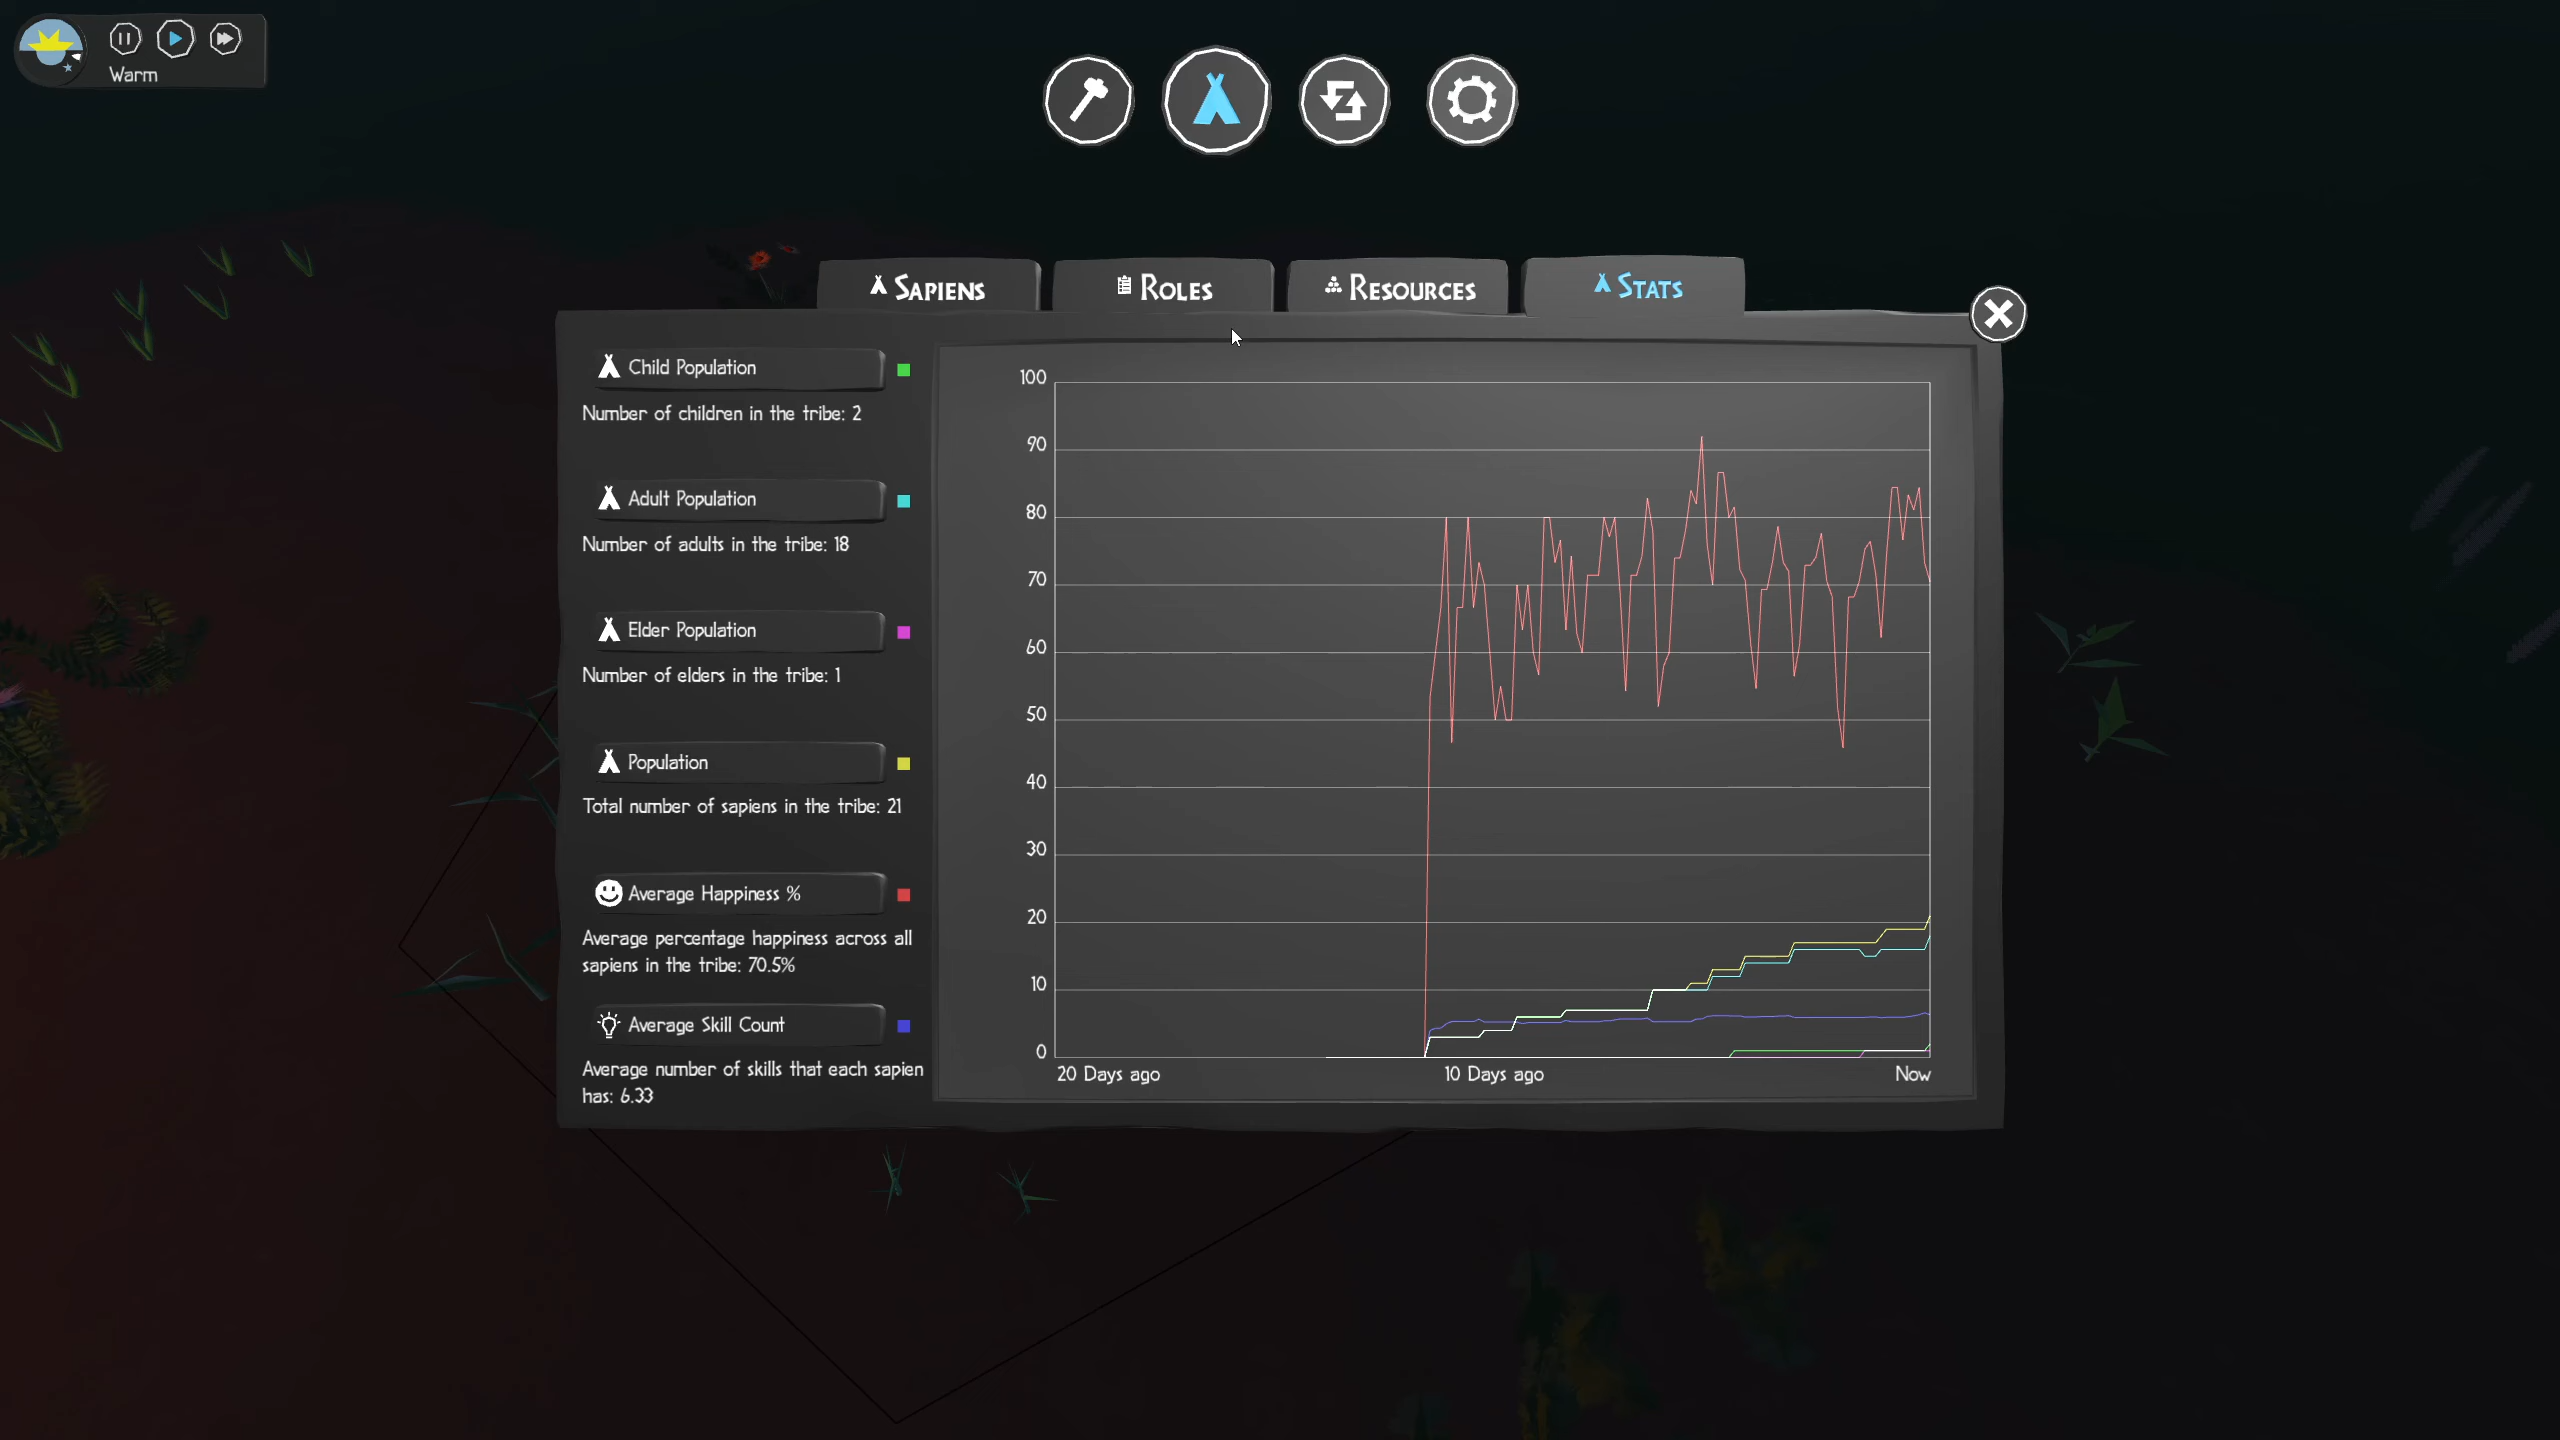 Warm
Sapiens
Roles
Resources
Stats
Child Population
Number of children in the tribe: 2
Adult Population
Number of adults in the tribe: 18
Elder Population
Number of elders in the tribe: 1
Population
Total number of sapiens in the tribe: 21
Average Happiness %
Average percentage happiness across all
sapiens in the tribe: 70.5%
Average Skill Count
Average number of skills that each sapien
has: 6.33
100
90
80
70
60
50
40
30
20
10
0
20 Days ago
10 Days ago
Now